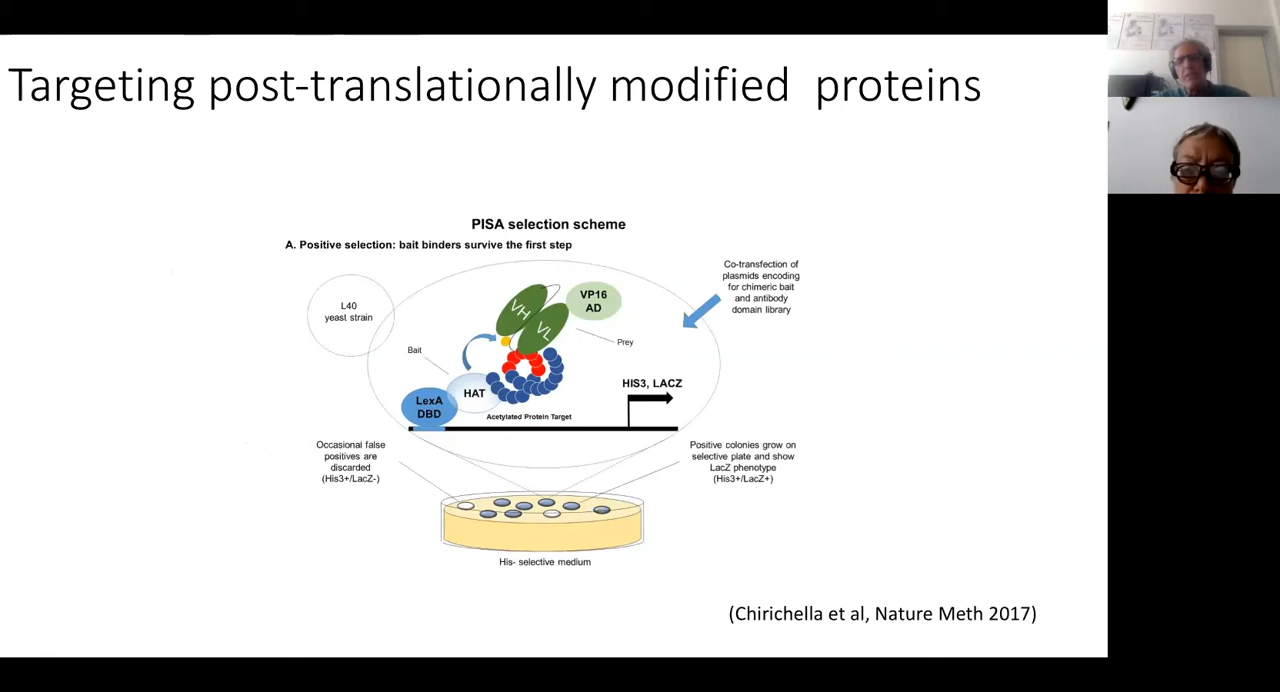 Targeting post-translationally modified proteins
PISA selection scheme
A. Positive selection: bait binders survive the first step
L40
yeast strain
Co-transfection of
plasmids encoding
for chimeric bait
and antibody
domain library
VH
VL
VP16
AD
Prey
Bait
HAT
LexA
DBD
Acetylated Protein Target
HIS3, LACZ
Occasional false
positives are
discarded
(His3+/LacZ-)
Positive colonies grow on
selective plate and show
LacZ phenotype
(His3+/LacZ+)
His- selective medium
(Chirichella et al, Nature Meth 2017)